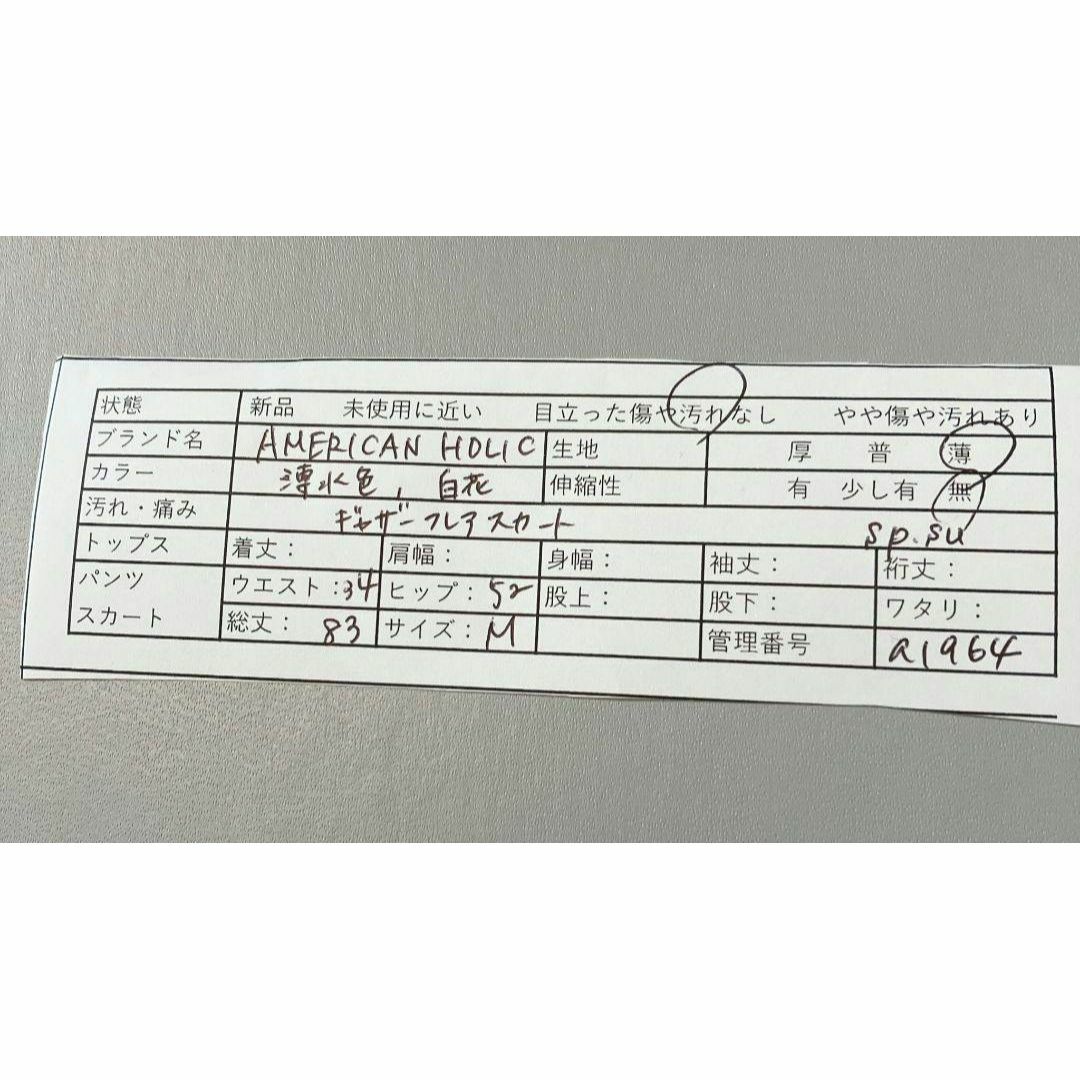 状態 新品 未使用に近い 目立った傷や汚れなし やや傷や汚れあり
ブランド名 AMERICAN HOLIC 生地 厚 普 薄
カラー 薄水色, 白花 伸縮性 有 少し有 無
汚れ・痛み ギャザーフレアスカート sp.su
トップス 着丈: 肩幅: 身幅: 袖丈: 裄丈:
パンツ ウエスト:34 ヒップ:52 股上: 股下: ワタリ:
スカート 総丈: 83 サイズ:M 管理番号 a1964